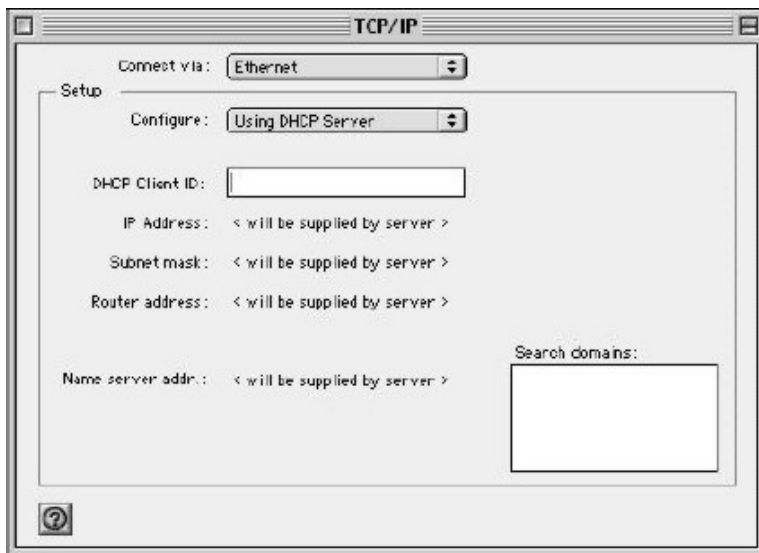 TCP/IP
Connect via: Ethernet
Setup
Configure: Using DHCP Server
DHCP Client ID:
IP Address: < will be supplied by server >
Subnet mask: < will be supplied by server >
Router address: < will be supplied by server >
Search domains:
Name server addr.: < will be supplied by server >
?